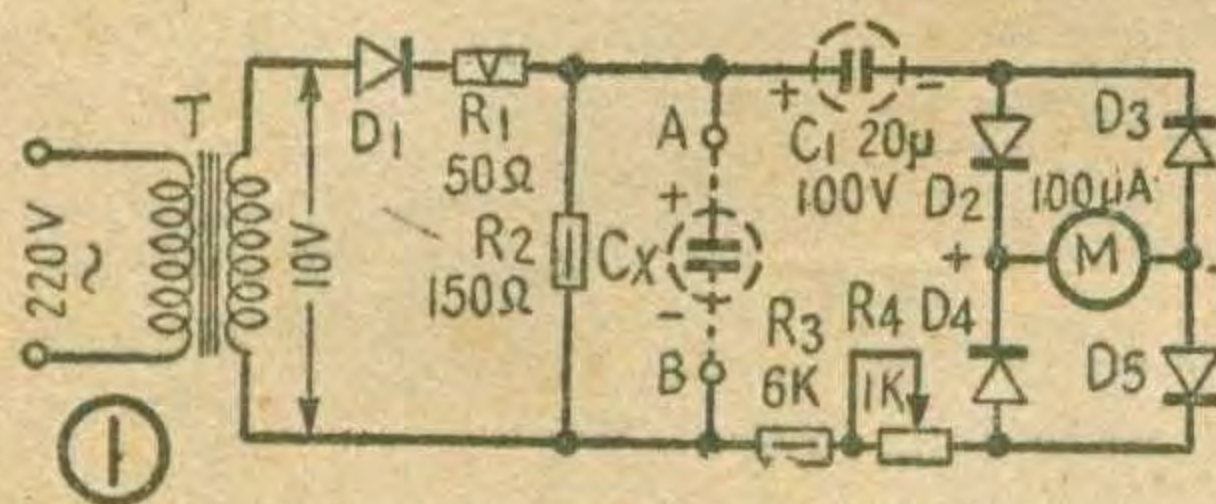 T
220V
~
10V
D1
R1
50Ω
R2
150Ω
A
+
Cx
-
B
+
-
C1 20μ
100V
D2
D3
100μA
+
M
-
R3
6K
R4
1K
D4
D5
1